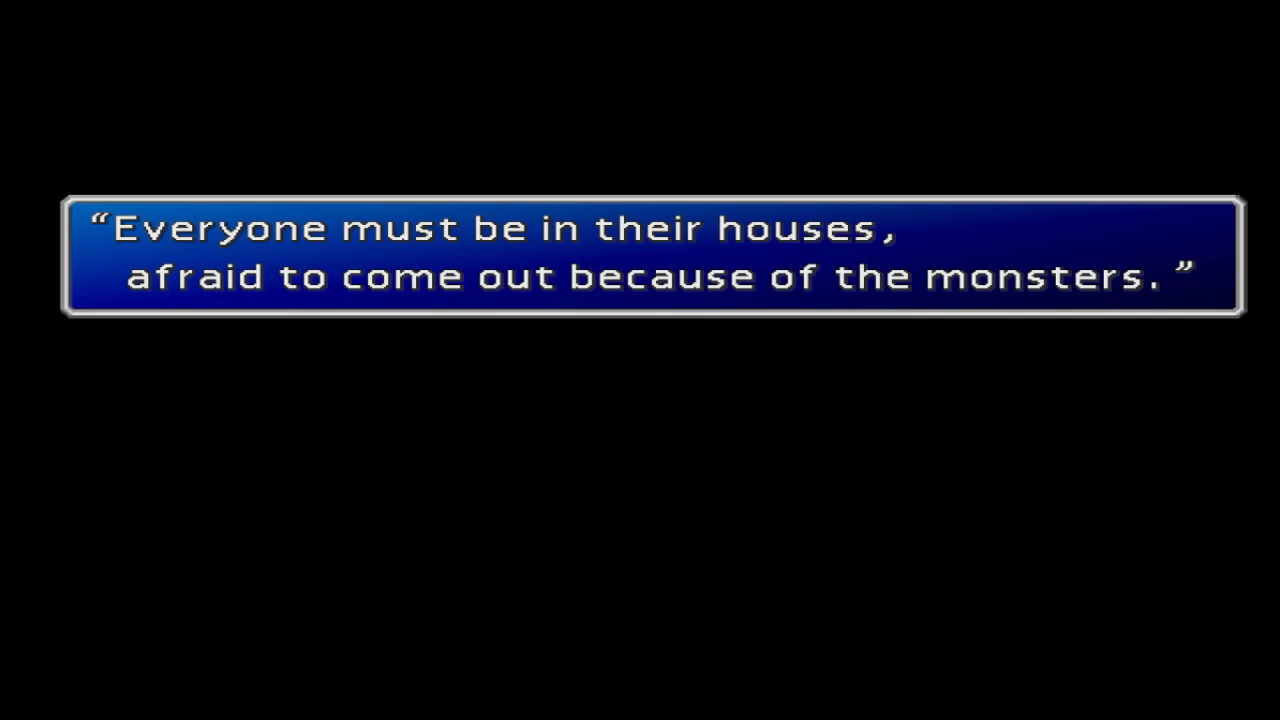 “Everyone must be in their houses,
afraid to come out because of the monsters.”